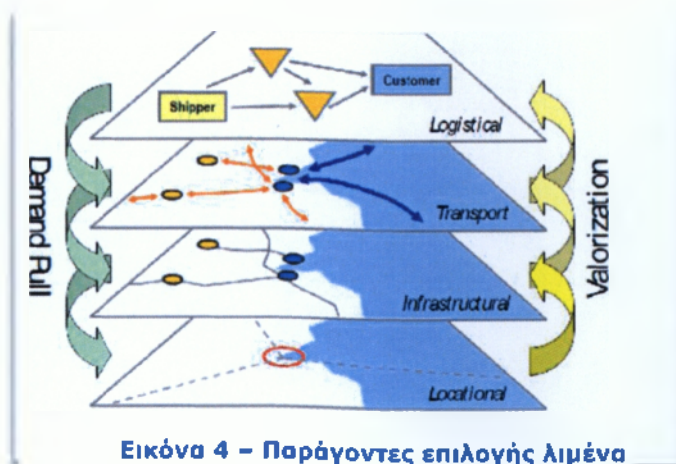 Customer
Shipper
Logistical
Transport
Infrastructural
Locational
Demand Pull
Valorization
Εικόνα 4 – Παράγοντες επιλογής λιμένα